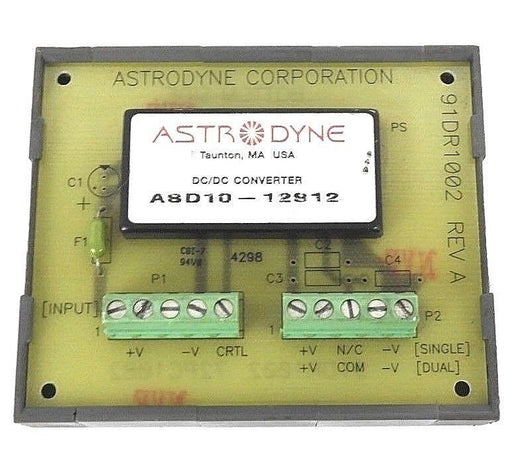 ASTRODYNE CORPORATION
ASTRODYNE
Taunton, MA USA
DC/DC CONVERTER
ASD10-12S12
PS
91DR1002 REV A
C1
+
F1
4298
C2
C3
C4
P1
[INPUT]
1
+V -V CRTL
1
P2
+V N/C -V [SINGLE]
+V COM -V [DUAL]